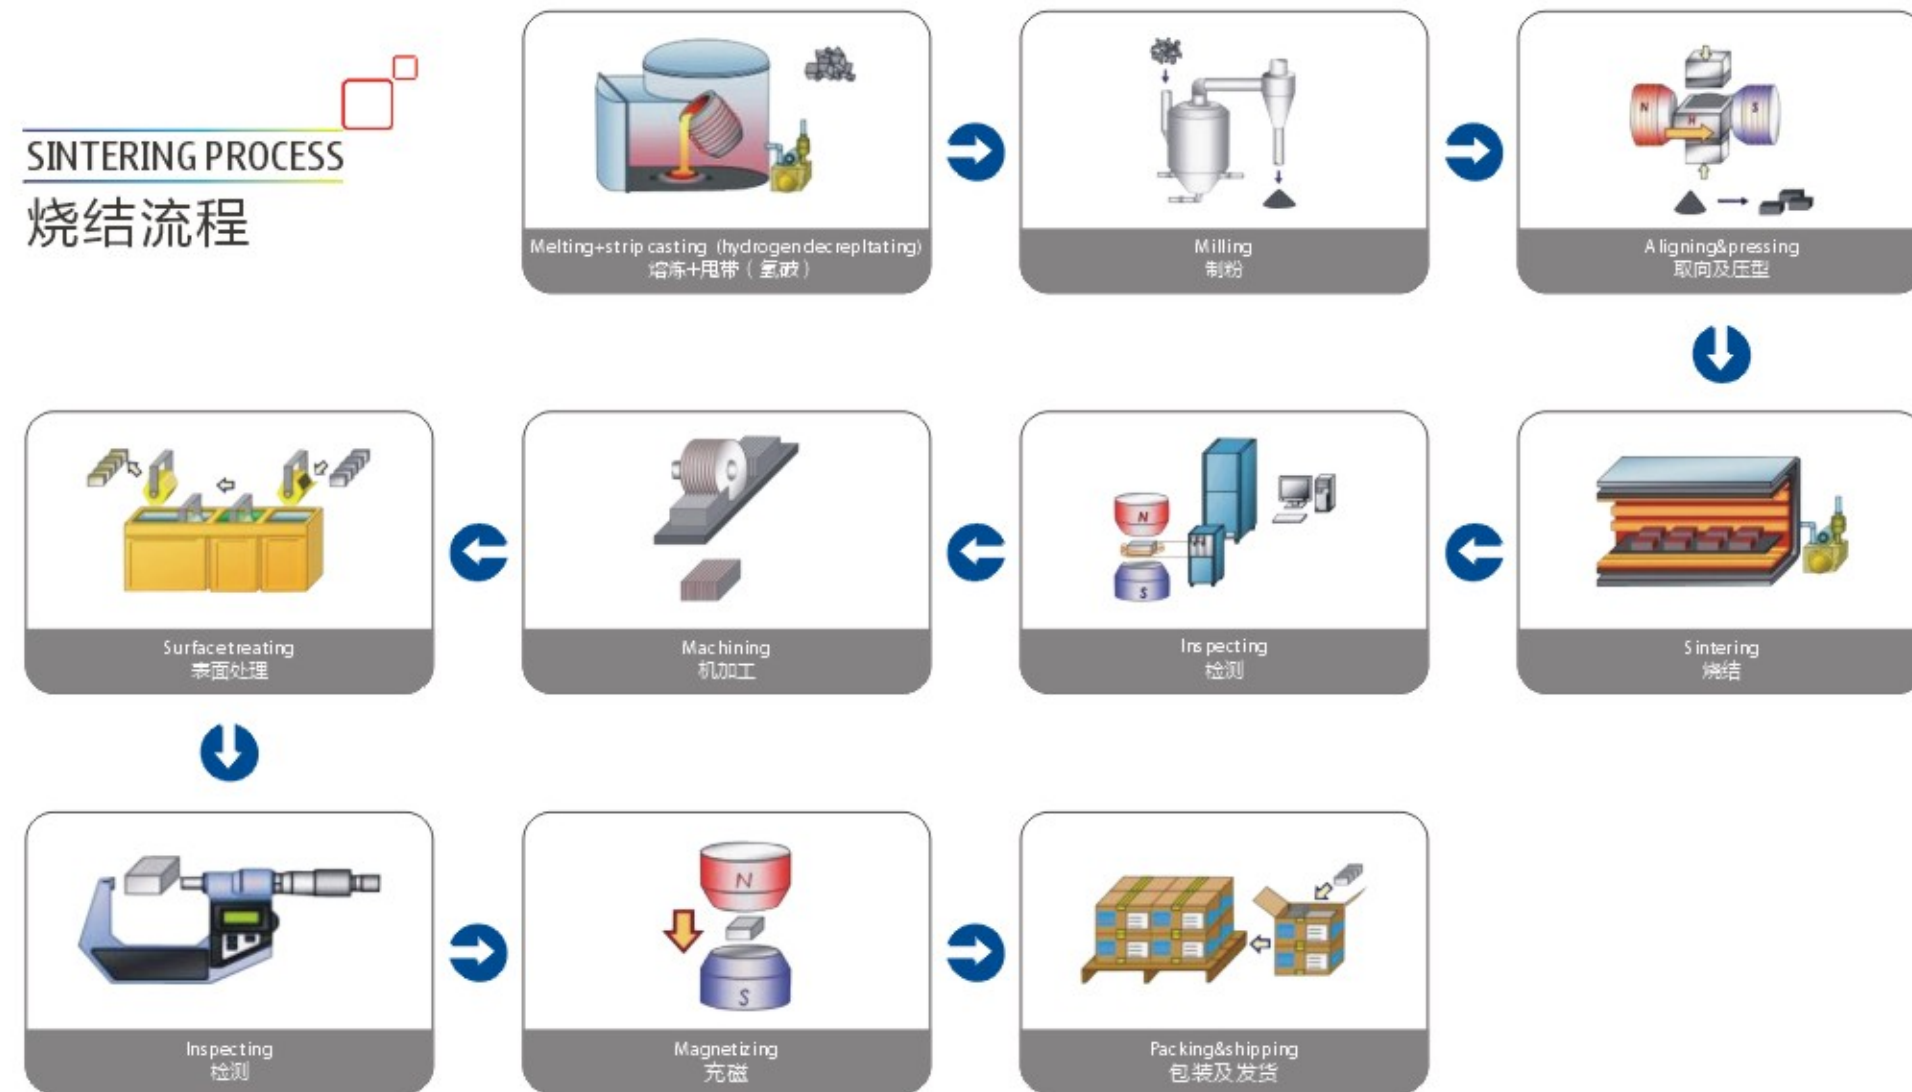 SINTERING PROCESS
烧结流程
Melting+strip casting (hydrogen decrepltating)
熔炼+甩带（氢破）
Milling
制粉
N
H
S
Aligning&pressing
取向及压型
Surfacetreating
表面处理
Machining
机加工
N
S
Inspecting
检测
Sintering
烧结
Inspecting
检测
N
S
Magnetizing
充磁
Packing&shipping
包装及发货